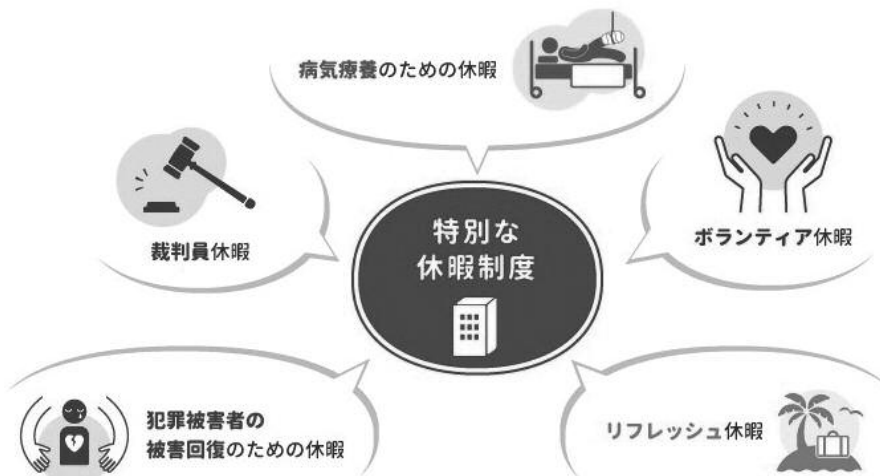 病気療養のための休暇
裁判員休暇
ボランティア休暇
特別な
休暇制度
犯罪被害者の
被害回復のための休暇
リフレッシュ休暇